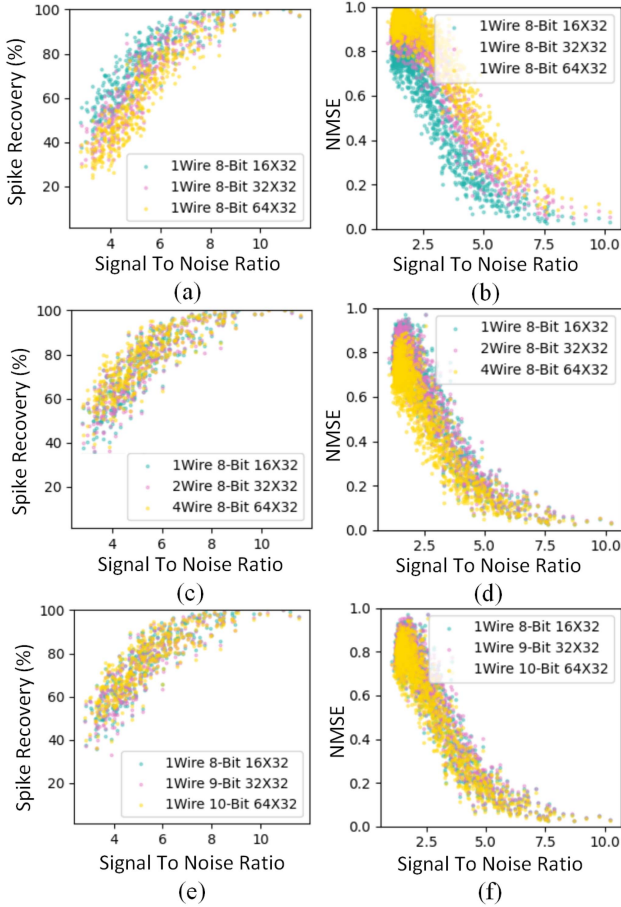 Spike Recovery (%)
100
80
60
40
20
4
6
8
10
1Wire 8-Bit 16X32
1Wire 8-Bit 32X32
1Wire 8-Bit 64X32
Signal To Noise Ratio
(a)
NMSE
1.0
0.8
0.6
0.4
0.2
0.0
2.5
5.0
7.5
10.0
1Wire 8-Bit 16X32
1Wire 8-Bit 32X32
1Wire 8-Bit 64X32
Signal To Noise Ratio
(b)
Spike Recovery (%)
100
80
60
40
20
4
6
8
10
1Wire 8-Bit 16X32
2Wire 8-Bit 32X32
4Wire 8-Bit 64X32
Signal To Noise Ratio
(c)
NMSE
1.0
0.8
0.6
0.4
0.2
0.0
2.5
5.0
7.5
10.0
1Wire 8-Bit 16X32
2Wire 8-Bit 32X32
4Wire 8-Bit 64X32
Signal To Noise Ratio
(d)
Spike Recovery (%)
100
80
60
40
20
4
6
8
10
1Wire 8-Bit 16X32
1Wire 9-Bit 32X32
1Wire 10-Bit 64X32
Signal To Noise Ratio
(e)
NMSE
1.0
0.8
0.6
0.4
0.2
0.0
2.5
5.0
7.5
10.0
1Wire 8-Bit 16X32
1Wire 9-Bit 32X32
1Wire 10-Bit 64X32
Signal To Noise Ratio
(f)